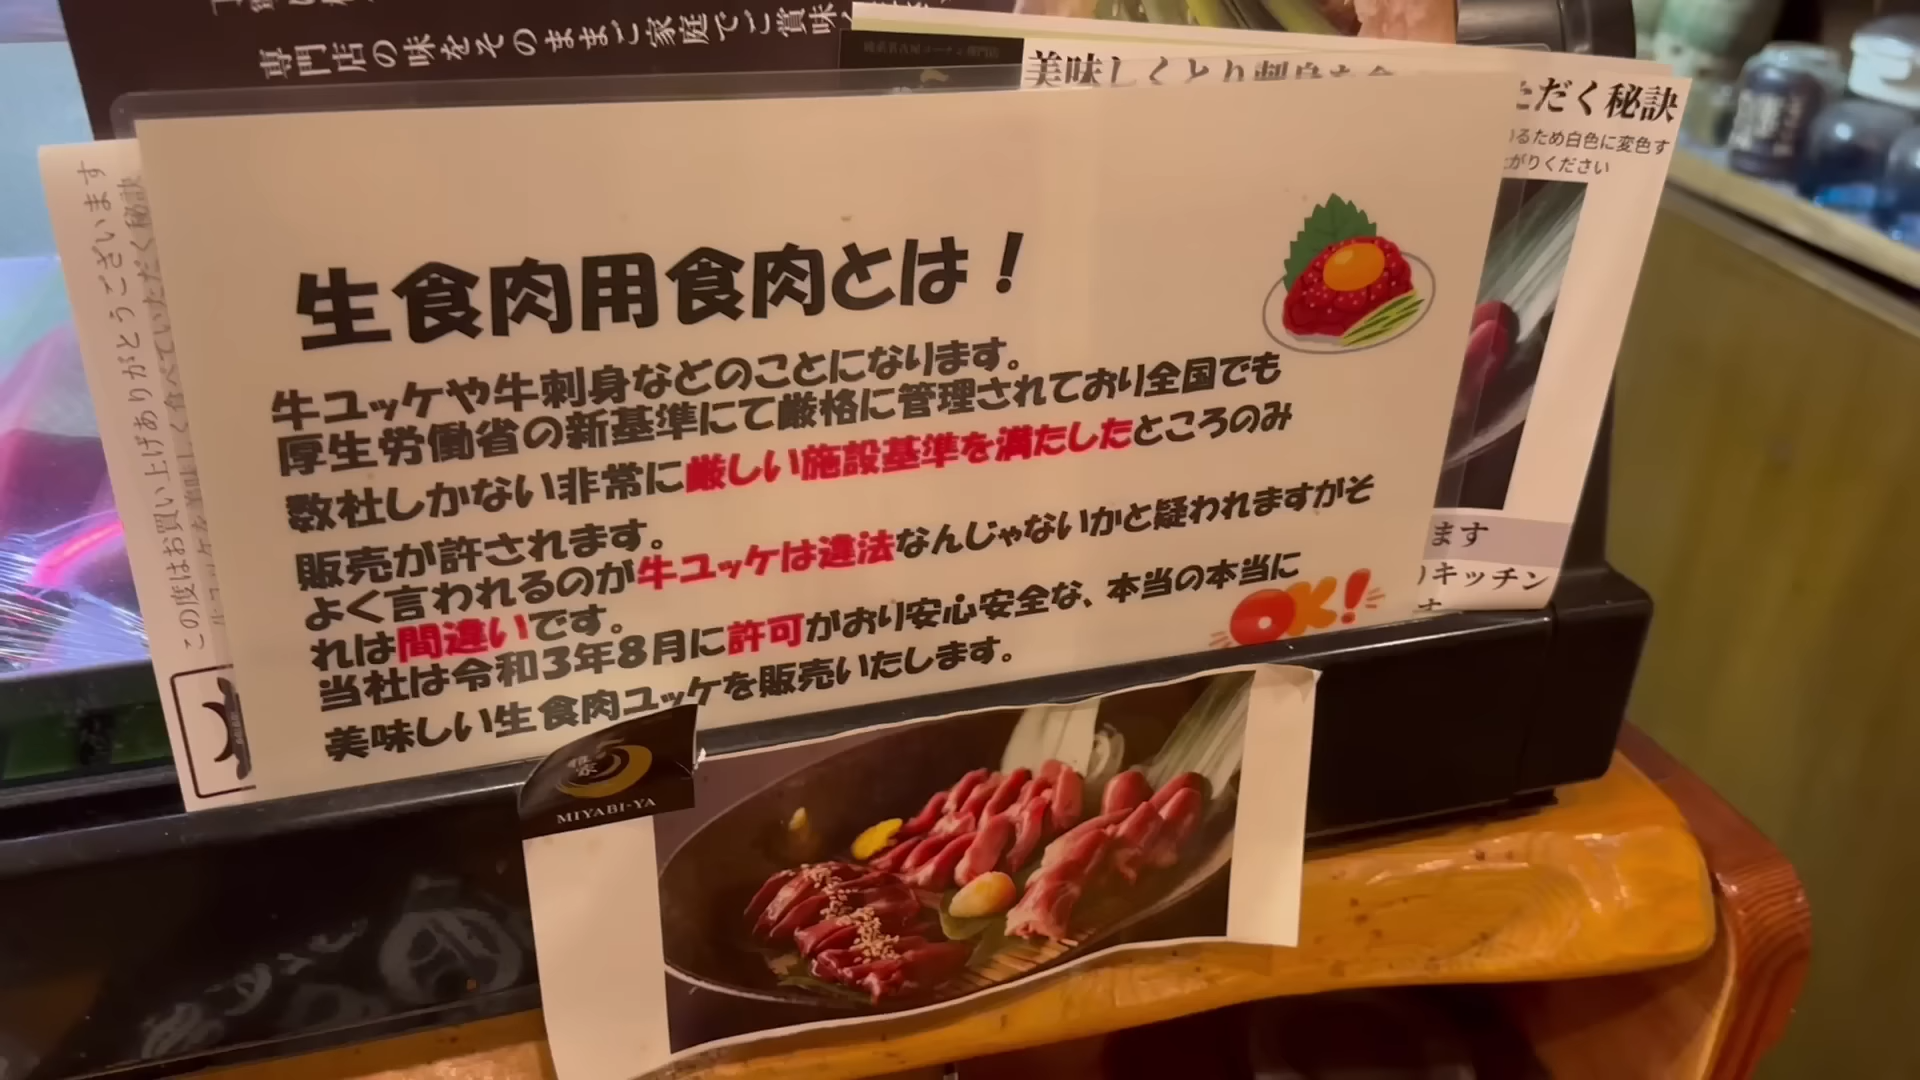 専門店の味をそのままご家庭でご賞味
美味しくとり刺身を
ただく秘訣
るため白色に変色す
がりください
この度はお買い上げありがとうございます
生食肉用食肉とは！
牛ユッケや牛刺身などのことになります。
厚生労働省の新基準にて厳格に管理されており全国でも
数社しかない非常に厳しい施設基準を満たしたところのみ
販売が許されます。
よく言われるのが牛ユッケは違法なんじゃないかと疑われますがそ
れは間違いです。
当社は令和3年8月に許可がおり安心安全な、本当の本当に
美味しい生食肉ユッケを販売いたします。
OK!
ます
キッチン
す
雅家
MIYABI-YA